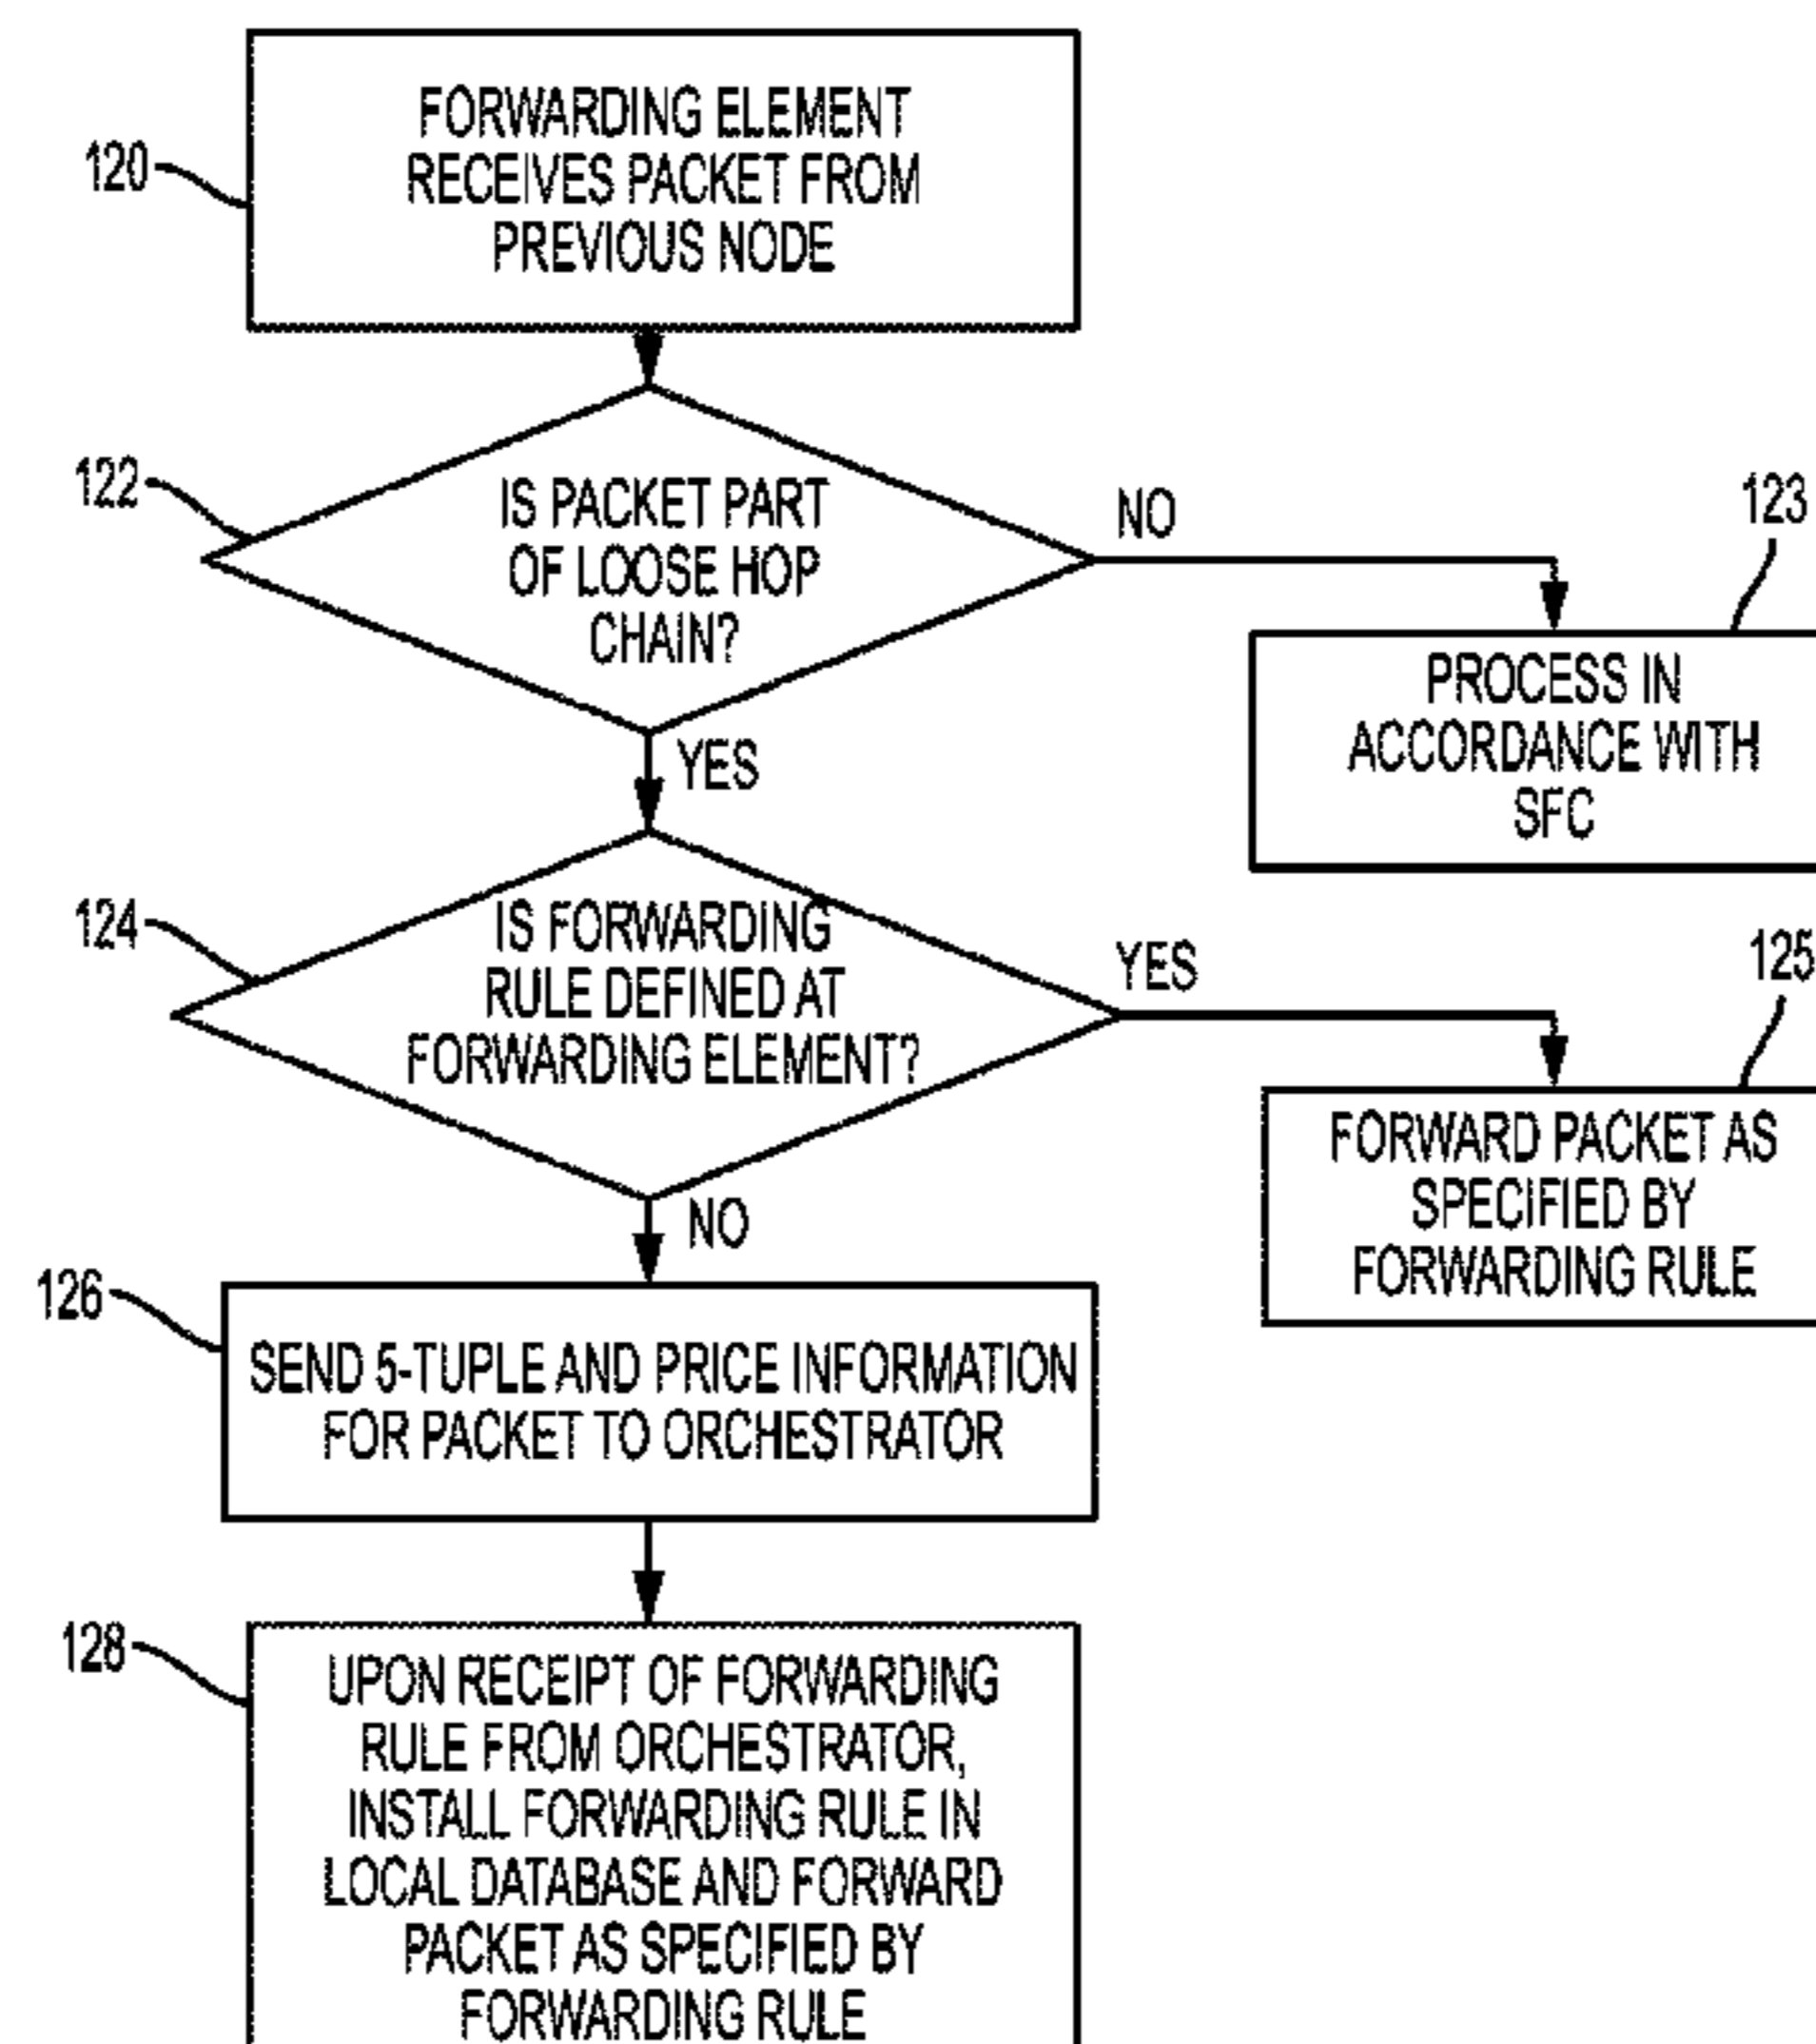 120
FORWARDING ELEMENT
RECEIVES PACKET FROM
PREVIOUS NODE
122
IS PACKET PART
OF LOOSE HOP
CHAIN?
NO
123
PROCESS IN
ACCORDANCE WITH
SFC
YES
124
IS FORWARDING
RULE DEFINED AT
FORWARDING ELEMENT?
YES
125
FORWARD PACKET AS
SPECIFIED BY
FORWARDING RULE
NO
126
SEND 5-TUPLE AND PRICE INFORMATION
FOR PACKET TO ORCHESTRATOR
128
UPON RECEIPT OF FORWARDING
RULE FROM ORCHESTRATOR,
INSTALL FORWARDING RULE IN
LOCAL DATABASE AND FORWARD
PACKET AS SPECIFIED BY
FORWARDING RULE